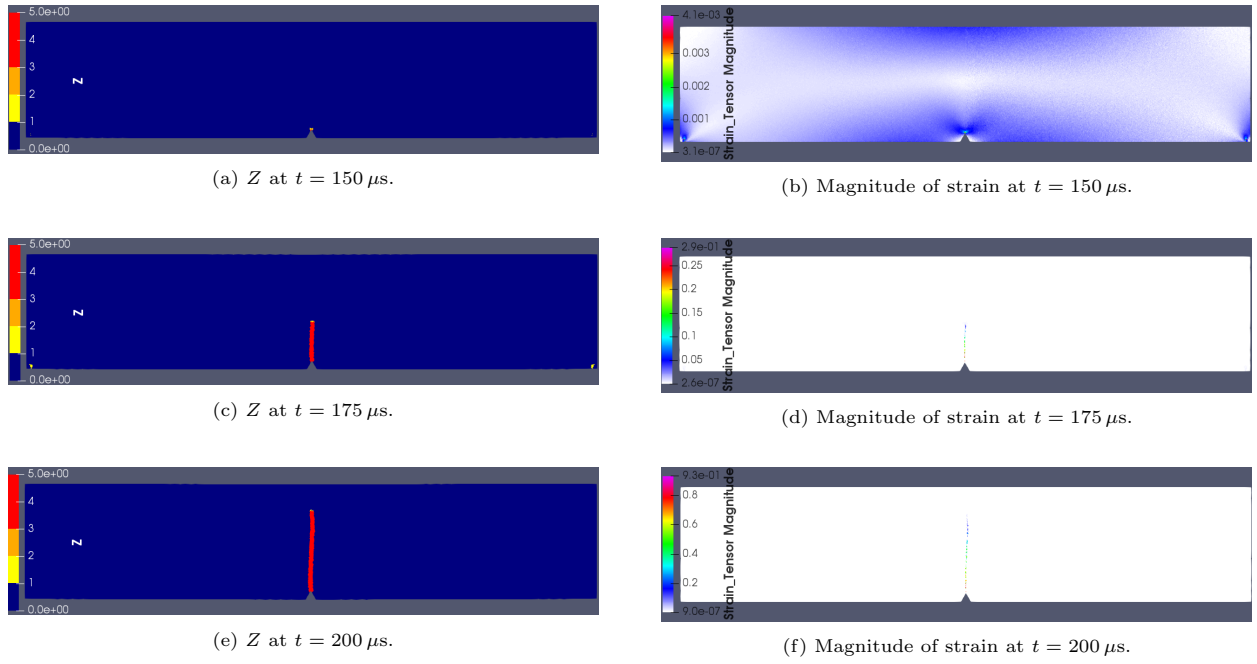 5.0e+00
4
3
2
1
0.0e+00
Z
(a) Z at t = 150 μs.
4.1e-03
0.003
0.002
0.001
3.1e-07
Strain_Tensor Magnitude
(b) Magnitude of strain at t = 150 μs.
5.0e+00
4
3
2
1
0.0e+00
Z
(c) Z at t = 175 μs.
2.9e-01
0.25
0.2
0.15
0.1
0.05
2.6e-07
Strain_Tensor Magnitude
(d) Magnitude of strain at t = 175 μs.
5.0e+00
4
3
2
1
0.0e+00
Z
(e) Z at t = 200 μs.
9.3e-01
0.8
0.6
0.4
0.2
9.0e-07
Strain_Tensor Magnitude
(f) Magnitude of strain at t = 200 μs.